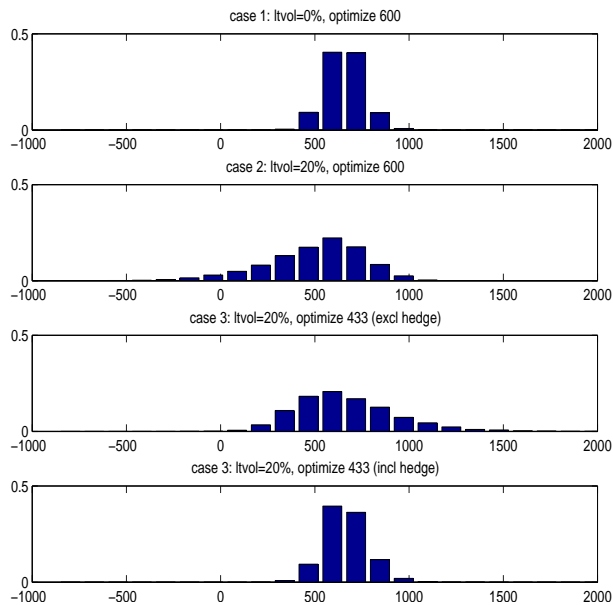 case 1: ltvol=0%, optimize 600
0.5
0
−1000 −500 0 500 1000 1500 2000
case 2: ltvol=20%, optimize 600
0.5
0
−1000 −500 0 500 1000 1500 2000
case 3: ltvol=20%, optimize 433 (excl hedge)
0.5
0
−1000 −500 0 500 1000 1500 2000
case 3: ltvol=20%, optimize 433 (incl hedge)
0.5
0
−1000 −500 0 500 1000 1500 2000